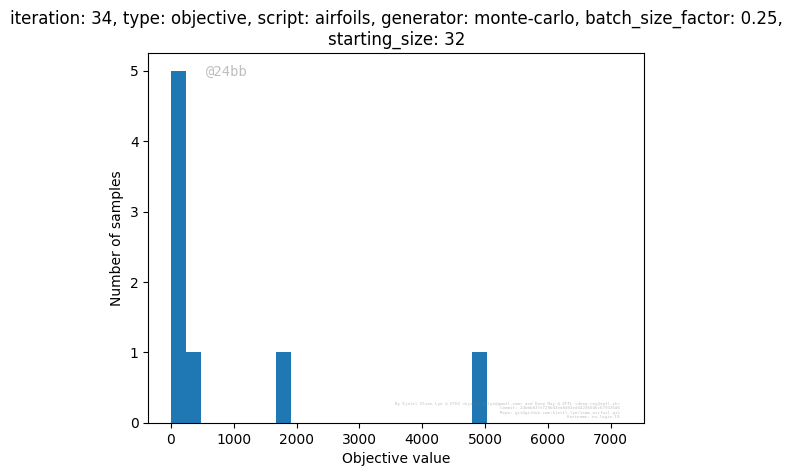 iteration: 34, type: objective, script: airfoils, generator: monte-carlo, batch_size_factor: 0.25,
starting_size: 32
@24bb
5
4
3
2
1
0
Number of samples
0 1000 2000 3000 4000 5000 6000 7000
Objective value